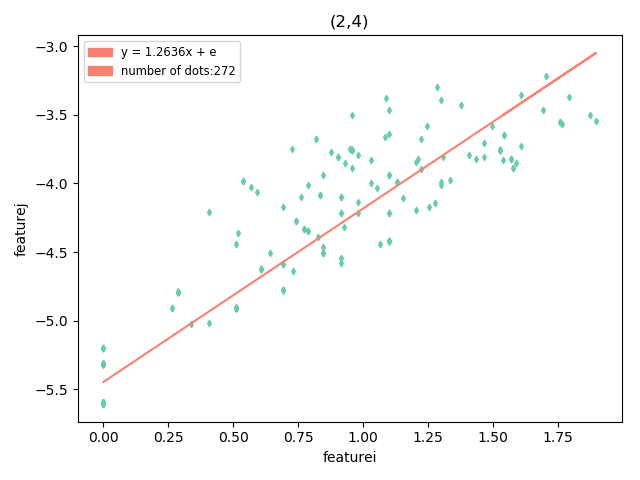 (2,4)
y = 1.2636x + e
number of dots:272
−3.0
−3.5
−4.0
−4.5
−5.0
−5.5
featurej
0.00 0.25 0.50 0.75 1.00 1.25 1.50 1.75
featurei